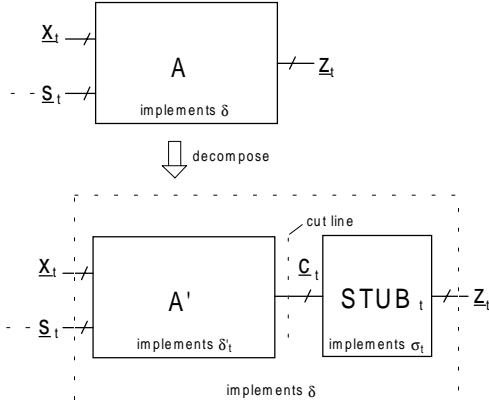 X_t
A
Z_t
S_t
implements δ
decompose
cut line
X_t
C_t
A'
STUB_t
Z_t
S_t
implements δ'_t
implements σ_t
implements δ